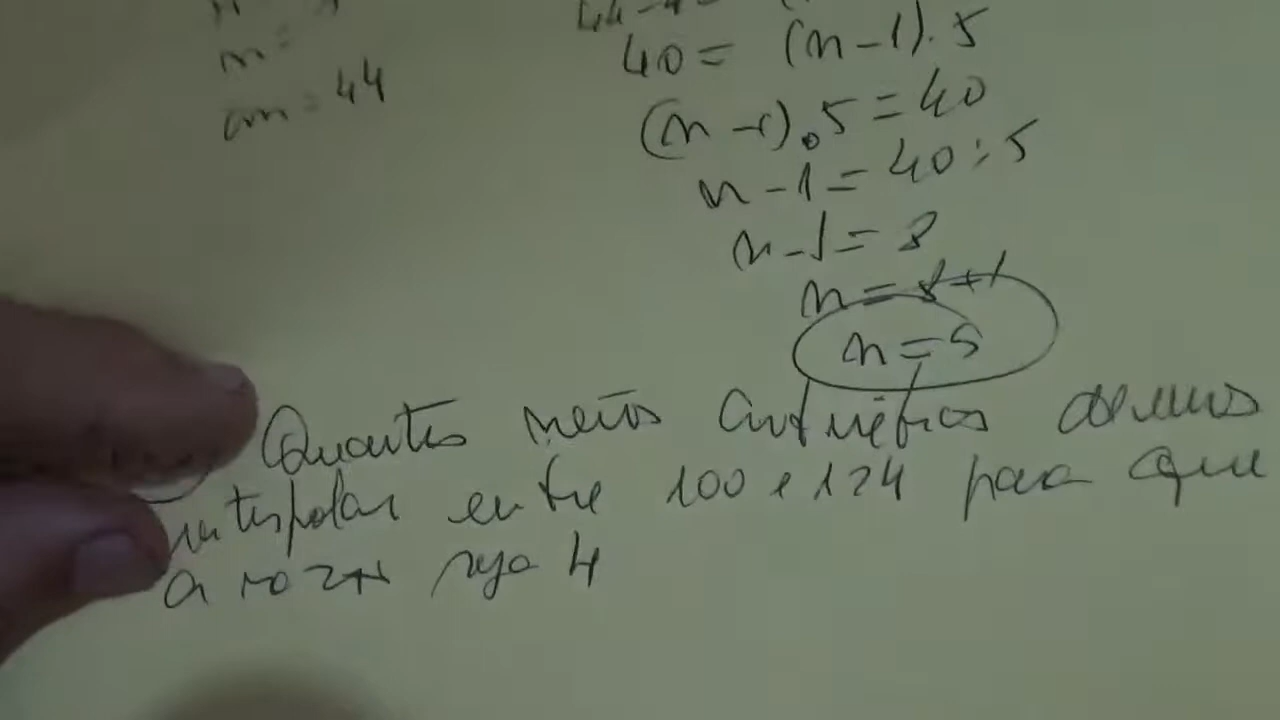 m =
an = 44
40 = (n-1).5
(n-1).5 = 40
n-1 = 40:5
n-1 = 8
n = 8+1
n = 9
Quantos meios aritméticos devemos
interpolar entre 100 e 124 para que
a razão seja 4